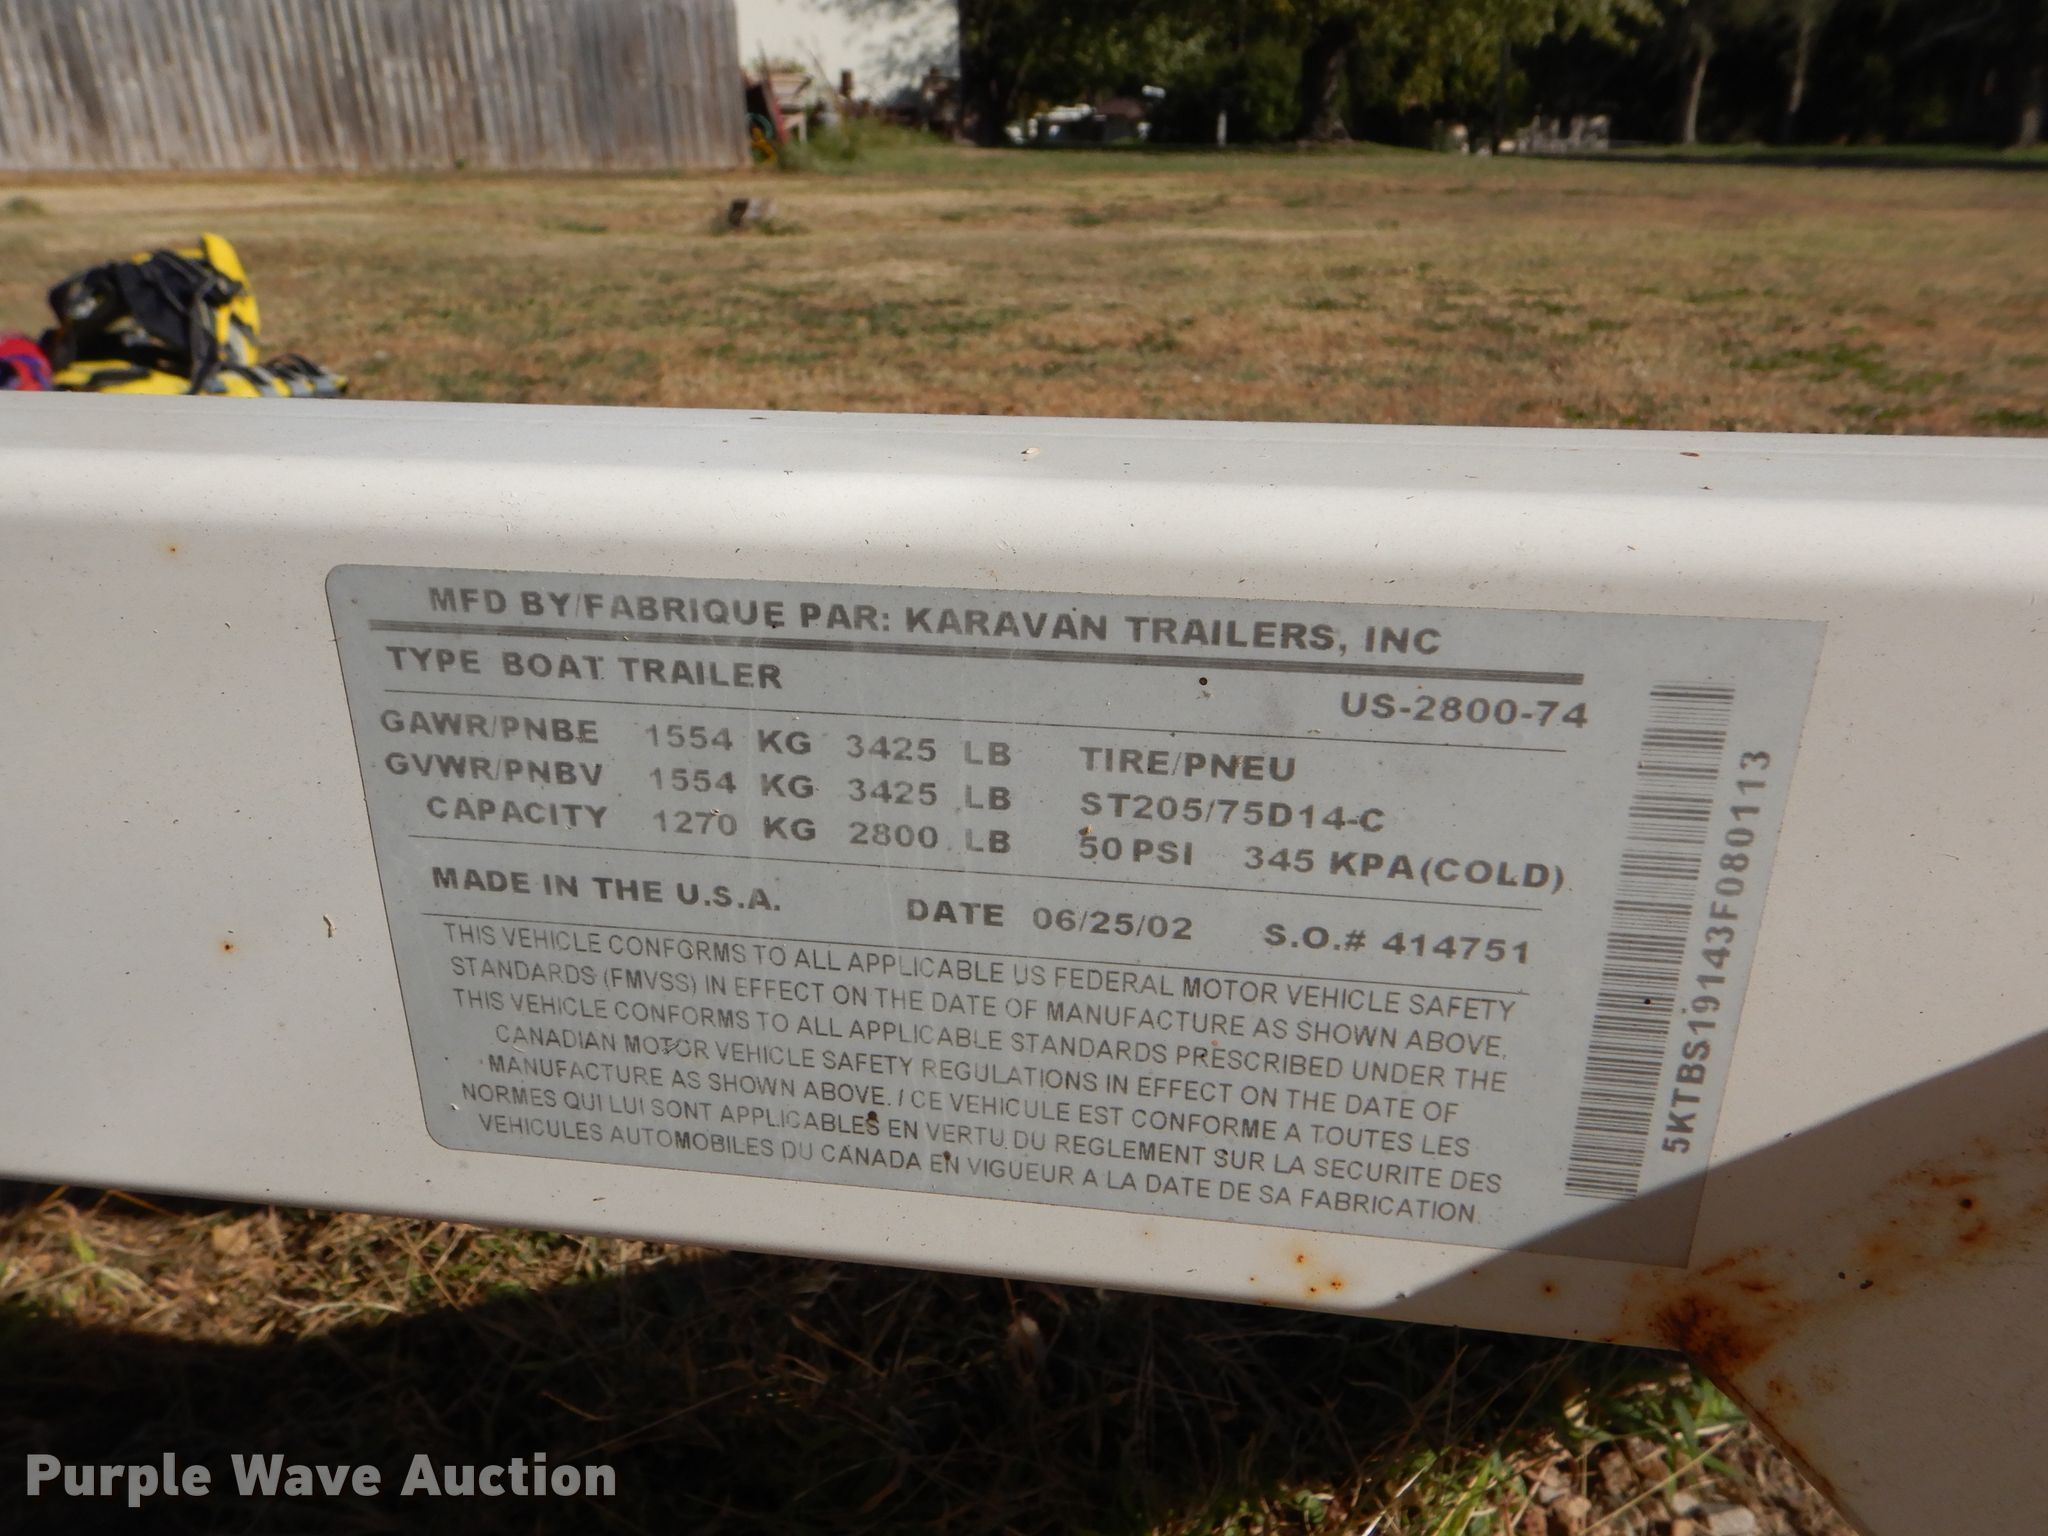 MFD BY/FABRIQUE PAR: KARAVAN TRAILERS, INC
TYPE BOAT TRAILER
US-2800-74
GAWR/PNBE 1554 KG 3425 LB TIRE/PNEU
GVWR/PNBV 1554 KG 3425 LB ST205/75D14-C
CAPACITY 1270 KG 2800 LB 50 PSI 345 KPA(COLD)
MADE IN THE U.S.A. DATE 06/25/02 S.O.# 414751
THIS VEHICLE CONFORMS TO ALL APPLICABLE US FEDERAL MOTOR VEHICLE SAFETY
STANDARDS (FMVSS) IN EFFECT ON THE DATE OF MANUFACTURE AS SHOWN ABOVE.
THIS VEHICLE CONFORMS TO ALL APPLICABLE STANDARDS PRESCRIBED UNDER THE
CANADIAN MOTOR VEHICLE SAFETY REGULATIONS IN EFFECT ON THE DATE OF
MANUFACTURE AS SHOWN ABOVE. / CE VEHICULE EST CONFORME A TOUTES LES
NORMES QUI LUI SONT APPLICABLES EN VERTU DU REGLEMENT SUR LA SECURITE DES
VEHICULES AUTOMOBILES DU CANADA EN VIGUEUR A LA DATE DE SA FABRICATION.
5KTBS19143F080113
Purple Wave Auction